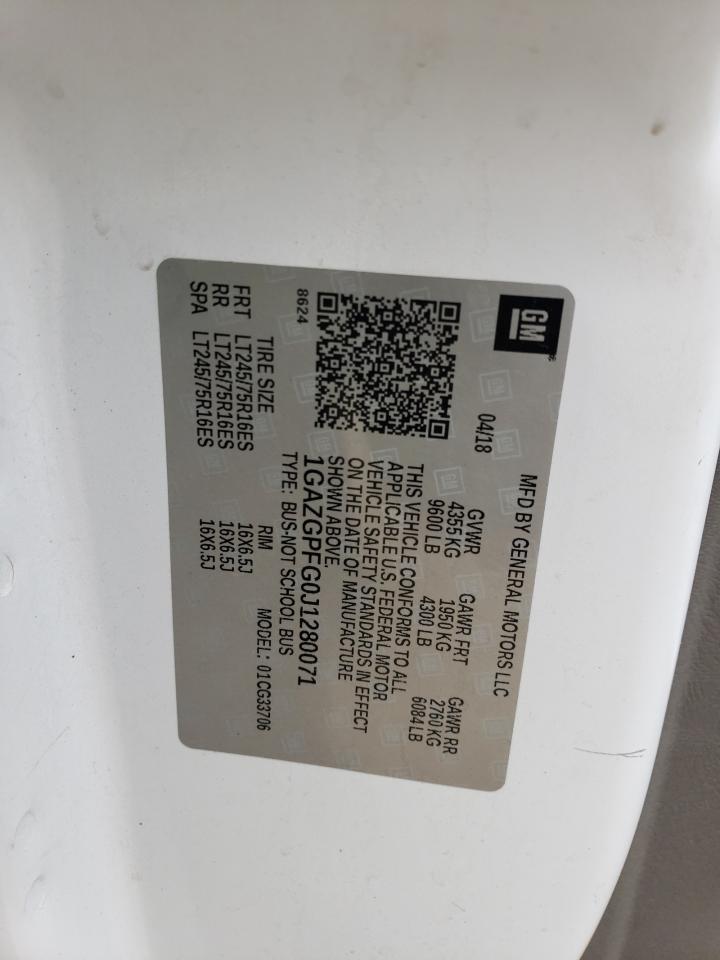 GM
MFD BY GENERAL MOTORS LLC
04/18
GVWR GAWR FRT GAWR RR
4355 KG 1950 KG 2760 KG
9600 LB 4300 LB 6084 LB
THIS VEHICLE CONFORMS TO ALL
APPLICABLE U.S. FEDERAL MOTOR
VEHICLE SAFETY STANDARDS IN EFFECT
ON THE DATE OF MANUFACTURE
SHOWN ABOVE.
1GAZGPFG0J1280071
TYPE: BUS-NOT SCHOOL BUS
8624
MODEL: 01CG33706
TIRE SIZE RIM
FRT LT245/75R16ES 16X6.5J
RR LT245/75R16ES 16X6.5J
SPA LT245/75R16ES 16X6.5J